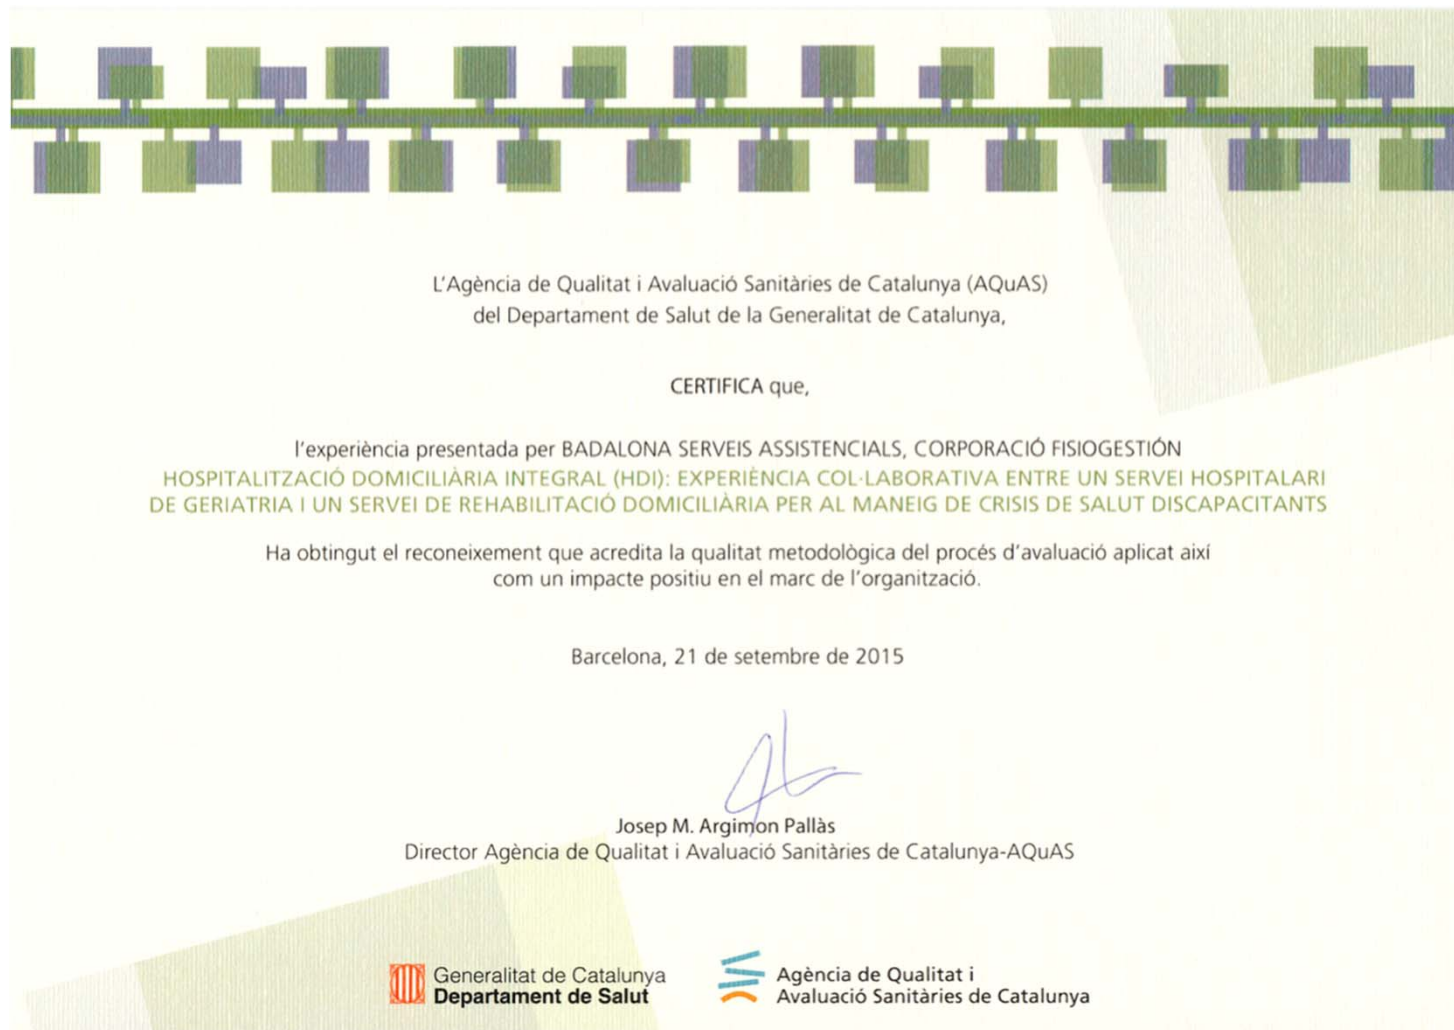 L'Agència de Qualitat i Avaluació Sanitàries de Catalunya (AQuAS)
del Departament de Salut de la Generalitat de Catalunya,
CERTIFICA que,
l'experiència presentada per BADALONA SERVEIS ASSISTENCIALS, CORPORACIÓ FISIOGESTIÓN
HOSPITALITZACIÓ DOMICILIÀRIA INTEGRAL (HDI): EXPERIÈNCIA COL·LABORATIVA ENTRE UN SERVEI HOSPITALARI
DE GERIATRIA I UN SERVEI DE REHABILITACIÓ DOMICILIÀRIA PER AL MANEIG DE CRISIS DE SALUT DISCAPACITANTS
Ha obtingut el reconeixement que acredita la qualitat metodològica del procés d'avaluació aplicat així
com un impacte positiu en el marc de l'organització.
Barcelona, 21 de setembre de 2015
Josep M. Argimon Pallàs
Director Agència de Qualitat i Avaluació Sanitàries de Catalunya-AQuAS
Generalitat de Catalunya
Departament de Salut
Agència de Qualitat i
Avaluació Sanitàries de Catalunya